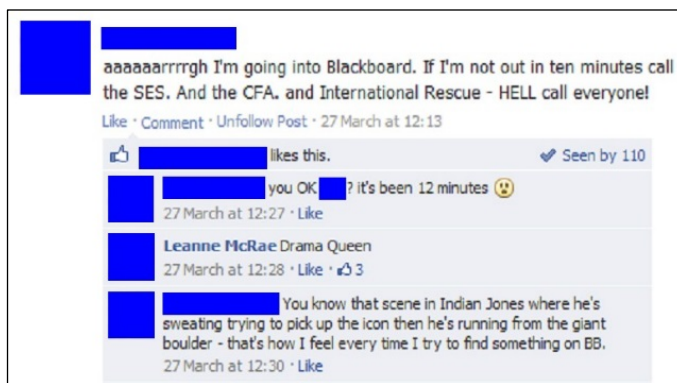 aaaaaarrrrgh I'm going into Blackboard. If I'm not out in ten minutes call
the SES. And the CFA. and International Rescue - HELL call everyone!
Like · Comment · Unfollow Post · 27 March at 12:13
likes this. Seen by 110
you OK ? it's been 12 minutes
27 March at 12:27 · Like
Leanne McRae Drama Queen
27 March at 12:28 · Like · 3
You know that scene in Indian Jones where he's
sweating trying to pick up the icon then he's running from the giant
boulder - that's how I feel every time I try to find something on BB.
27 March at 12:30 · Like